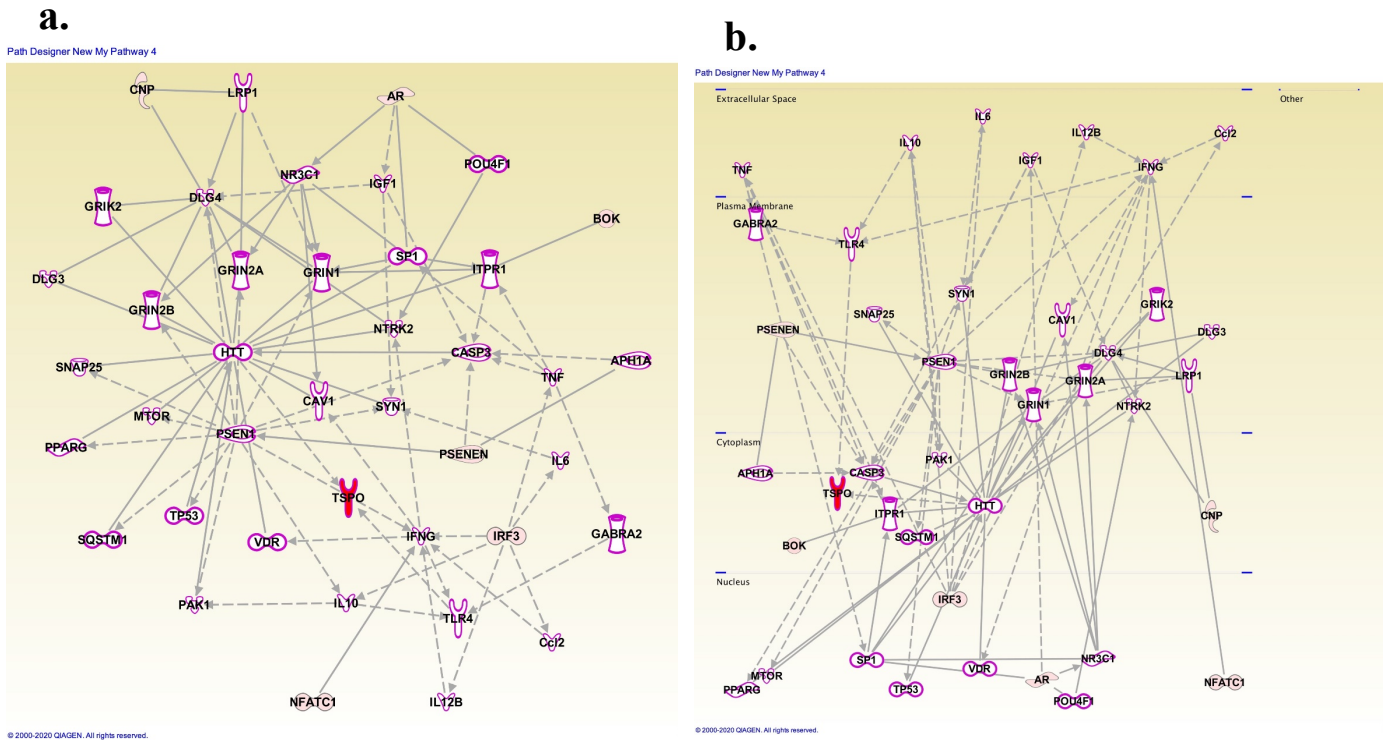 a.
Path Designer New My Pathway 4
CNP
LRP1
AR
POU4F1
NR3C1
IGF1
DLG4
GRIK2
BOK
SP1
GRIN2A
GRIN1
ITPR1
DLG3
GRIN2B
NTRK2
HTT
CASP3
SNAP25
APH1A
TNF
CAV1
SYN1
MTOR
PSEN1
PPARG
PSENEN
IL6
TSPO
TP53
SQSTM1
VDR
IFNG
IRF3
GABRA2
PAK1
IL10
TLR4
Ccl2
NFATC1
IL12B
© 2000-2020 QIAGEN. All rights reserved.
b.
Path Designer New My Pathway 4
Extracellular Space
Other
IL6
IL12B
Ccl2
IL10
IGF1
IFNG
TNF
Plasma Membrane
GABRA2
TLR4
SYN1
GRIK2
SNAP25
CAV1
PSENEN
DLG3
DLG4
PSEN1
GRIN2B
GRIN2A
LRP1
GRIN1
NTRK2
Cytoplasm
PAK1
APH1A
CASP3
TSPO
HTT
ITPR1
CNP
SQSTM1
BOK
Nucleus
IRF3
SP1
NR3C1
VDR
MTOR
AR
NFATC1
PPARG
TP53
POU4F1
© 2000-2020 QIAGEN. All rights reserved.